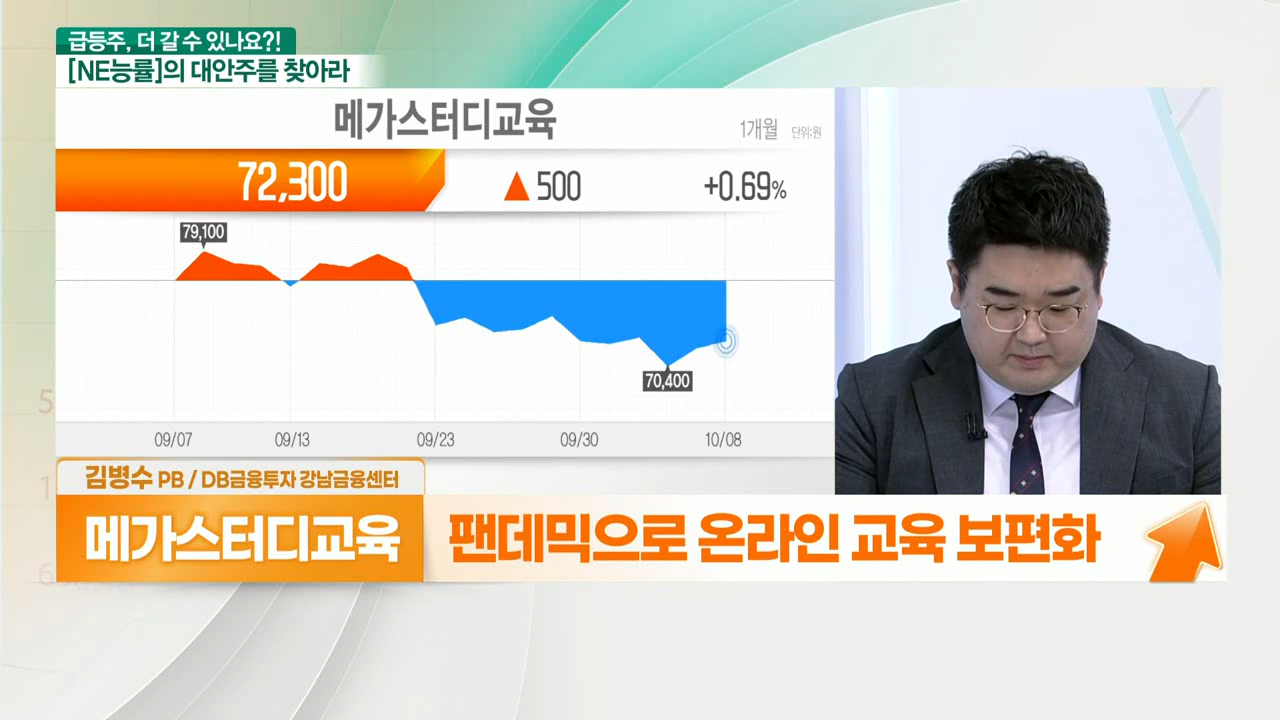 급등주, 더 갈 수 있나요?!
[NE능률]의 대안주를 찾아라
메가스터디교육
1개월 단위:원
72,300 ▲ 500 +0.69%
79,100
70,400
09/07 09/13 09/23 09/30 10/08
김병수 PB / DB금융투자 강남금융센터
메가스터디교육
팬데믹으로 온라인 교육 보편화
5
1
6